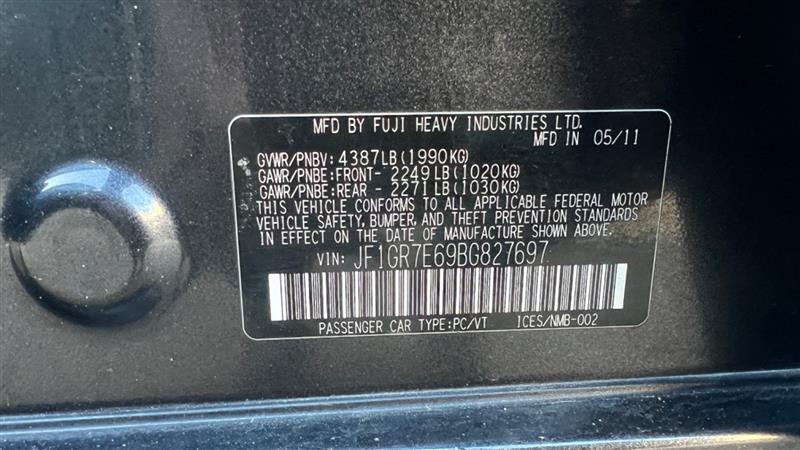 MFD BY FUJI HEAVY INDUSTRIES LTD.
MFD IN 05/11
GVWR/PNBV: 4387LB(1990KG)
GAWR/PNBE:FRONT- 2249LB(1020KG)
GAWR/PNBE:REAR - 2271LB(1030KG)
THIS VEHICLE CONFORMS TO ALL APPLICABLE FEDERAL MOTOR
VEHICLE SAFETY, BUMPER, AND THEFT PREVENTION STANDARDS
IN EFFECT ON THE DATE OF MANUFACTURE SHOWN ABOVE.
VIN: JF1GR7E69BG827697
PASSENGER CAR TYPE:PC/VT ICES/NMB-002